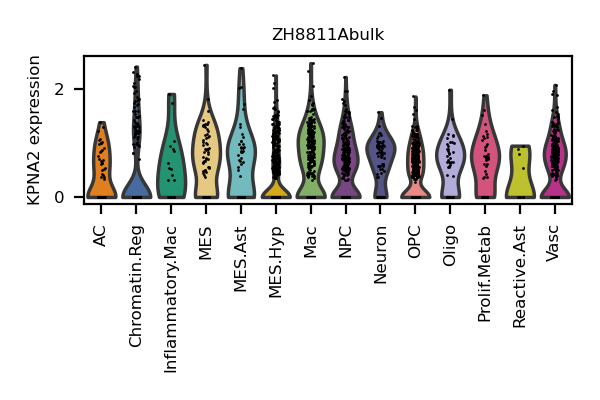 ZH8811Abulk
KPNA2 expression
2
0
AC
Chromatin.Reg
Inflammatory.Mac
MES
MES.Ast
MES.Hyp
Mac
NPC
Neuron
OPC
Oligo
Prolif.Metab
Reactive.Ast
Vasc